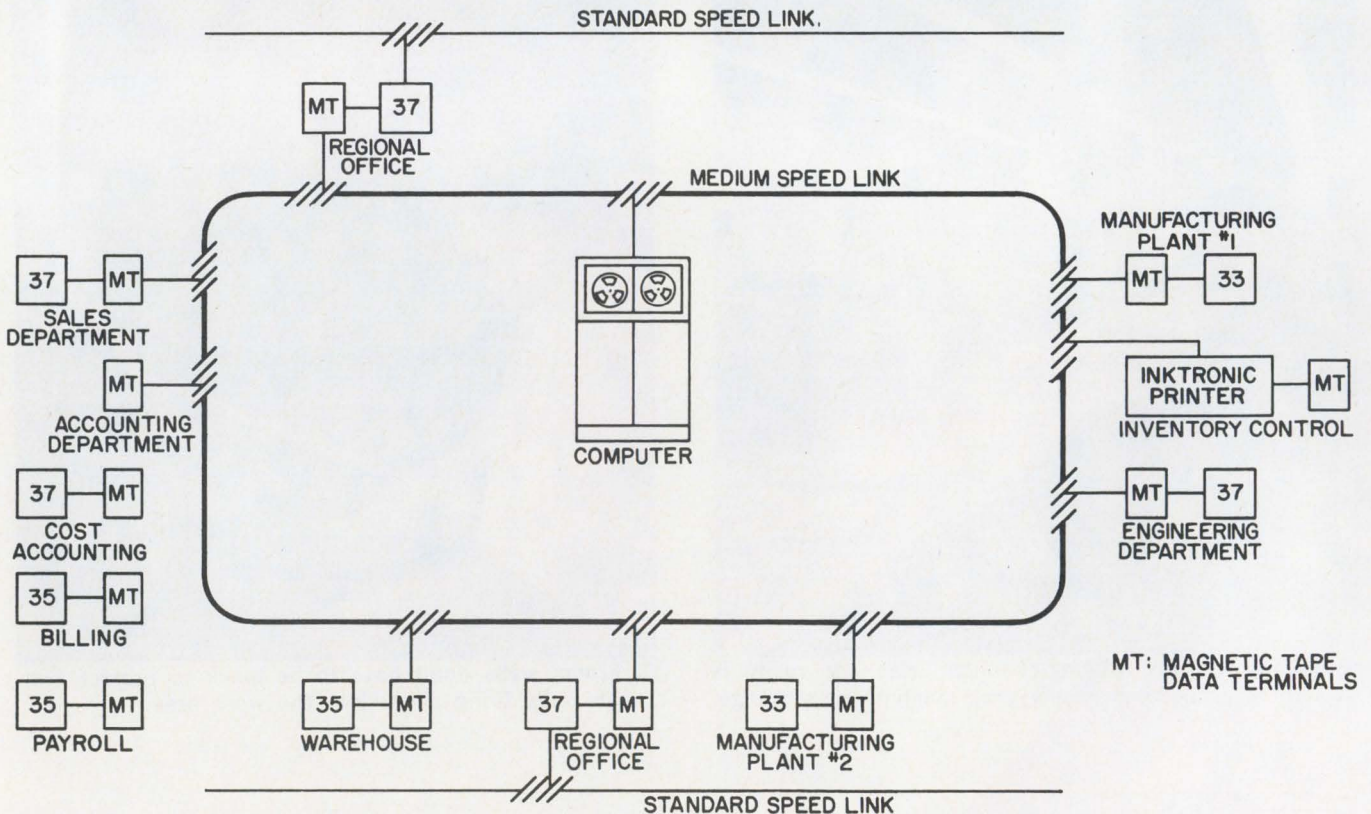 STANDARD SPEED LINK.
MT
37
REGIONAL
OFFICE
MEDIUM SPEED LINK
MANUFACTURING
PLANT #1
MT
33
37
MT
SALES
DEPARTMENT
COMPUTER
INKTRONIC
PRINTER
MT
INVENTORY CONTROL
MT
ACCOUNTING
DEPARTMENT
37
MT
COST
ACCOUNTING
MT
37
ENGINEERING
DEPARTMENT
35
MT
BILLING
35
MT
PAYROLL
35
MT
WAREHOUSE
37
MT
REGIONAL
OFFICE
33
MT
MANUFACTURING
PLANT #2
MT: MAGNETIC TAPE
DATA TERMINALS
STANDARD SPEED LINK